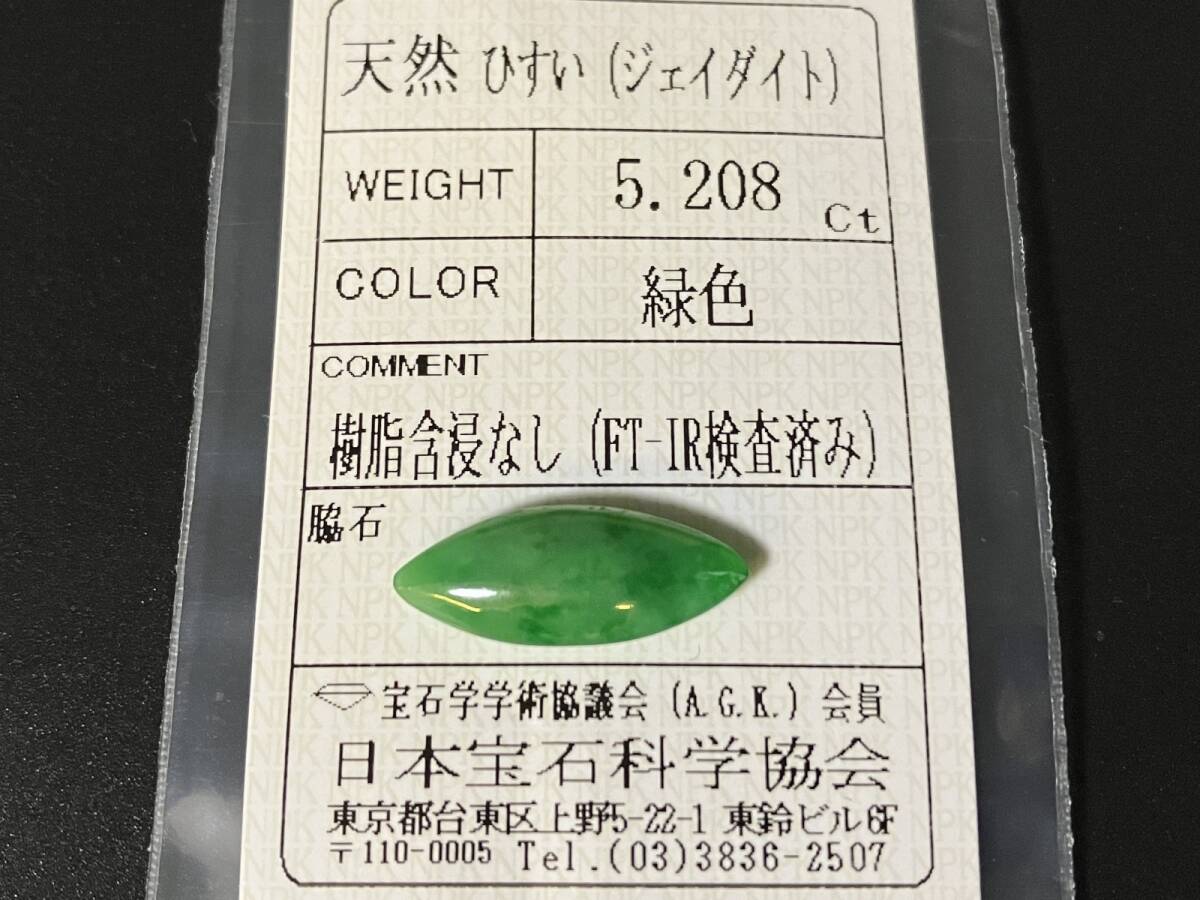 天然 ひすい (ジェイダイト)
WEIGHT 5.208 Ct
COLOR 緑色
COMMENT
樹脂含浸なし (FT-IR検査済み)
脇石
宝石学学術協議会 (A.G.K.) 会員
日本宝石科学協会
東京都台東区上野5-22-1 東鈴ビル6F
〒110-0005 Tel.(03)3836-2507